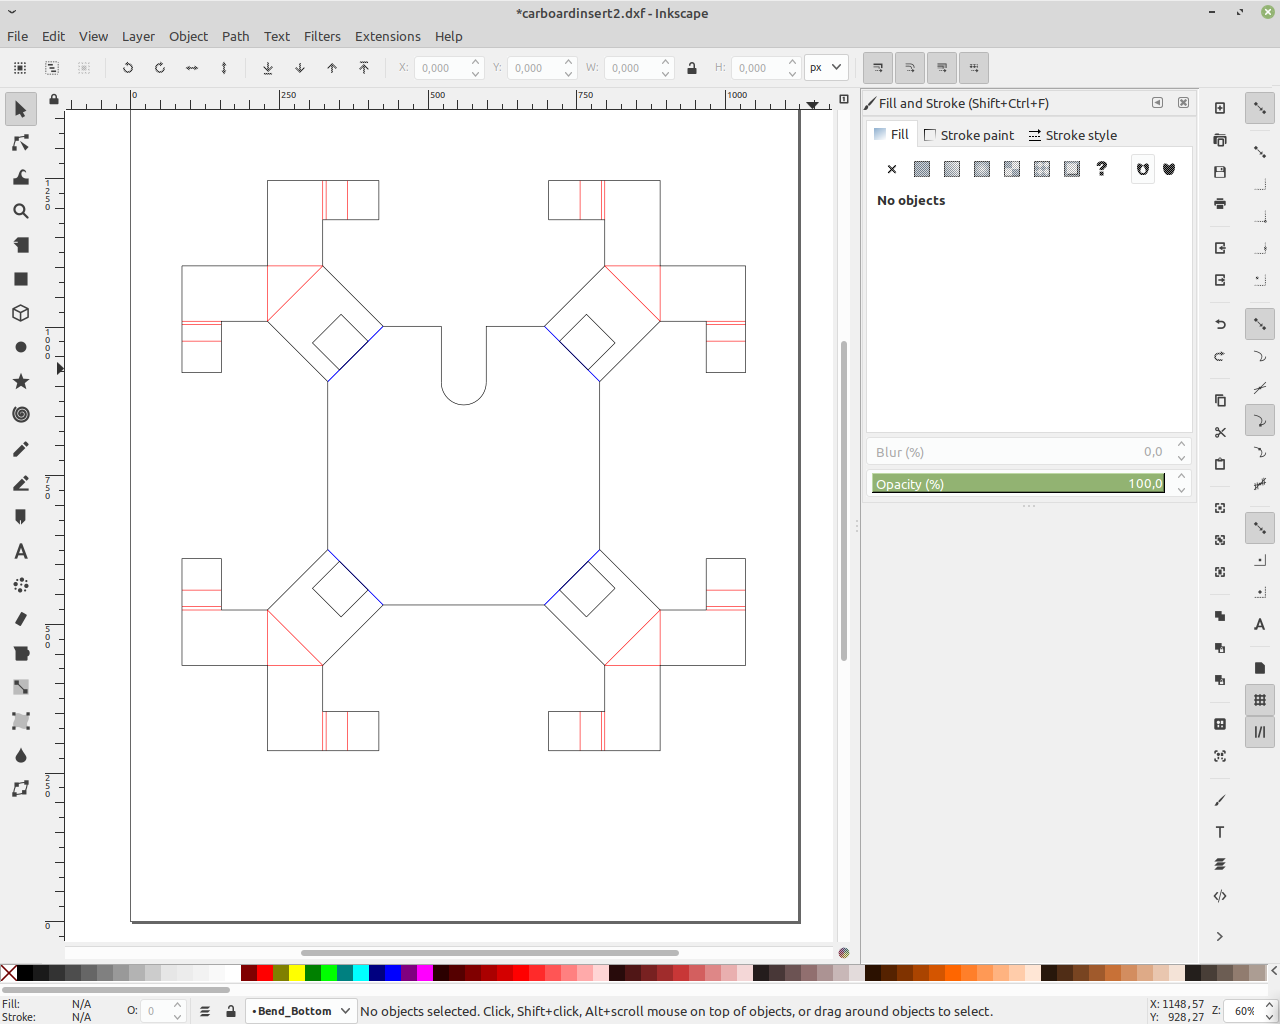 *carboardinsert2.dxf - Inkscape
File Edit View Layer Object Path Text Filters Extensions Help
X: 0,000 Y: 0,000 W: 0,000 H: 0,000 px
0 250 500 750 1000
Fill and Stroke (Shift+Ctrl+F)
Fill Stroke paint Stroke style
No objects
Blur (%) 0,0
Opacity (%) 100,0
1250
1000
750
500
250
0
Fill: N/A
Stroke: N/A
O: 0
•Bend_Bottom
No objects selected. Click, Shift+click, Alt+scroll mouse on top of objects, or drag around objects to select.
X: 1148,57
Y: 928,27
Z: 60%